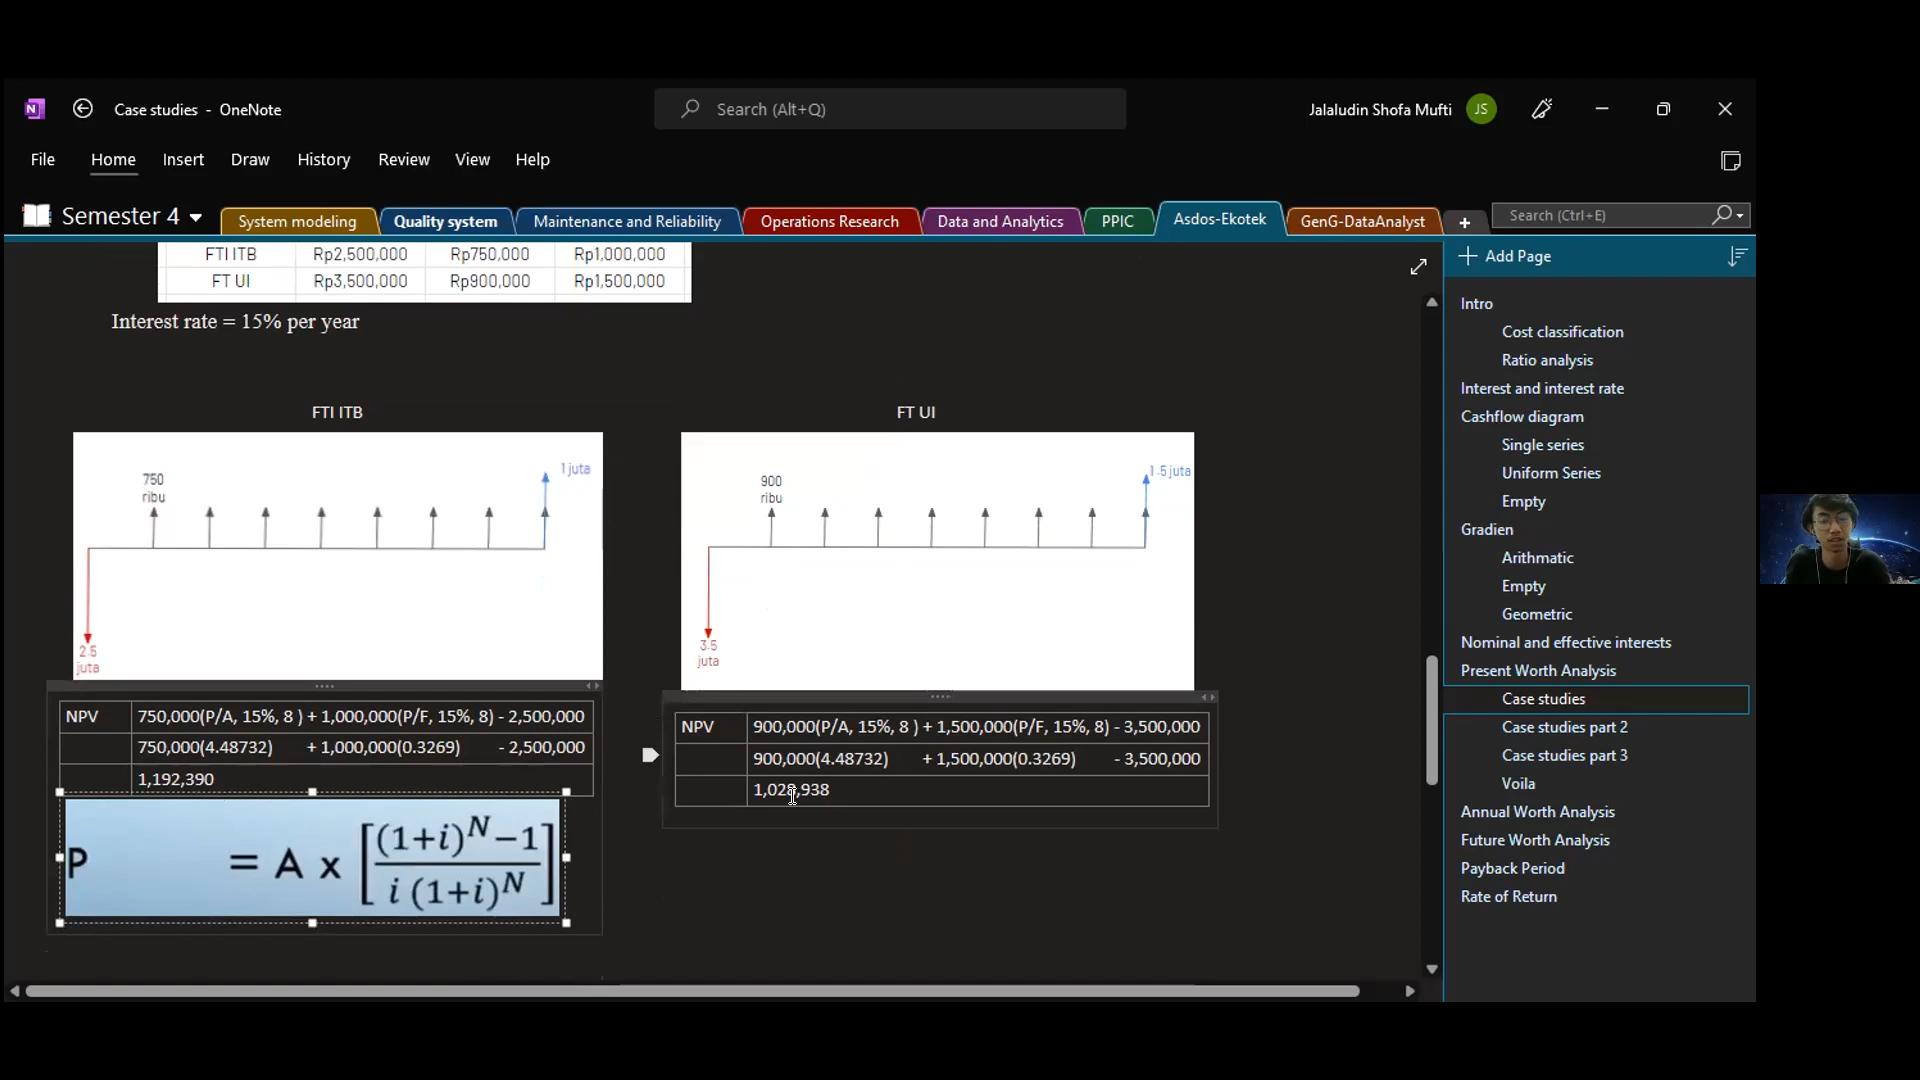 Case studies - OneNote
Search (Alt+Q)
Jalaludin Shofa Mufti
JS
File Home Insert Draw History Review View Help
Semester 4
System modeling
Quality system
Maintenance and Reliability
Operations Research
Data and Analytics
PPIC
Asdos-Ekotek
GenG-DataAnalyst
+
Search (Ctrl+E)
FTI ITB Rp2,500,000 Rp750,000 Rp1,000,000
FT UI Rp3,500,000 Rp900,000 Rp1,500,000
Interest rate = 15% per year
FTI ITB
750
ribu
1 juta
2.5
juta
NPV 750,000(P/A, 15%, 8 ) + 1,000,000(P/F, 15%, 8) - 2,500,000
750,000(4.48732) + 1,000,000(0.3269) - 2,500,000
1,192,390
P = A x [(1+i)^N−1 / i (1+i)^N]
FT UI
900
ribu
1.5 juta
3.5
juta
NPV 900,000(P/A, 15%, 8 ) + 1,500,000(P/F, 15%, 8) - 3,500,000
900,000(4.48732) + 1,500,000(0.3269) - 3,500,000
1,028,938
Add Page
Intro
Cost classification
Ratio analysis
Interest and interest rate
Cashflow diagram
Single series
Uniform Series
Empty
Gradien
Arithmatic
Empty
Geometric
Nominal and effective interests
Present Worth Analysis
Case studies
Case studies part 2
Case studies part 3
Voila
Annual Worth Analysis
Future Worth Analysis
Payback Period
Rate of Return